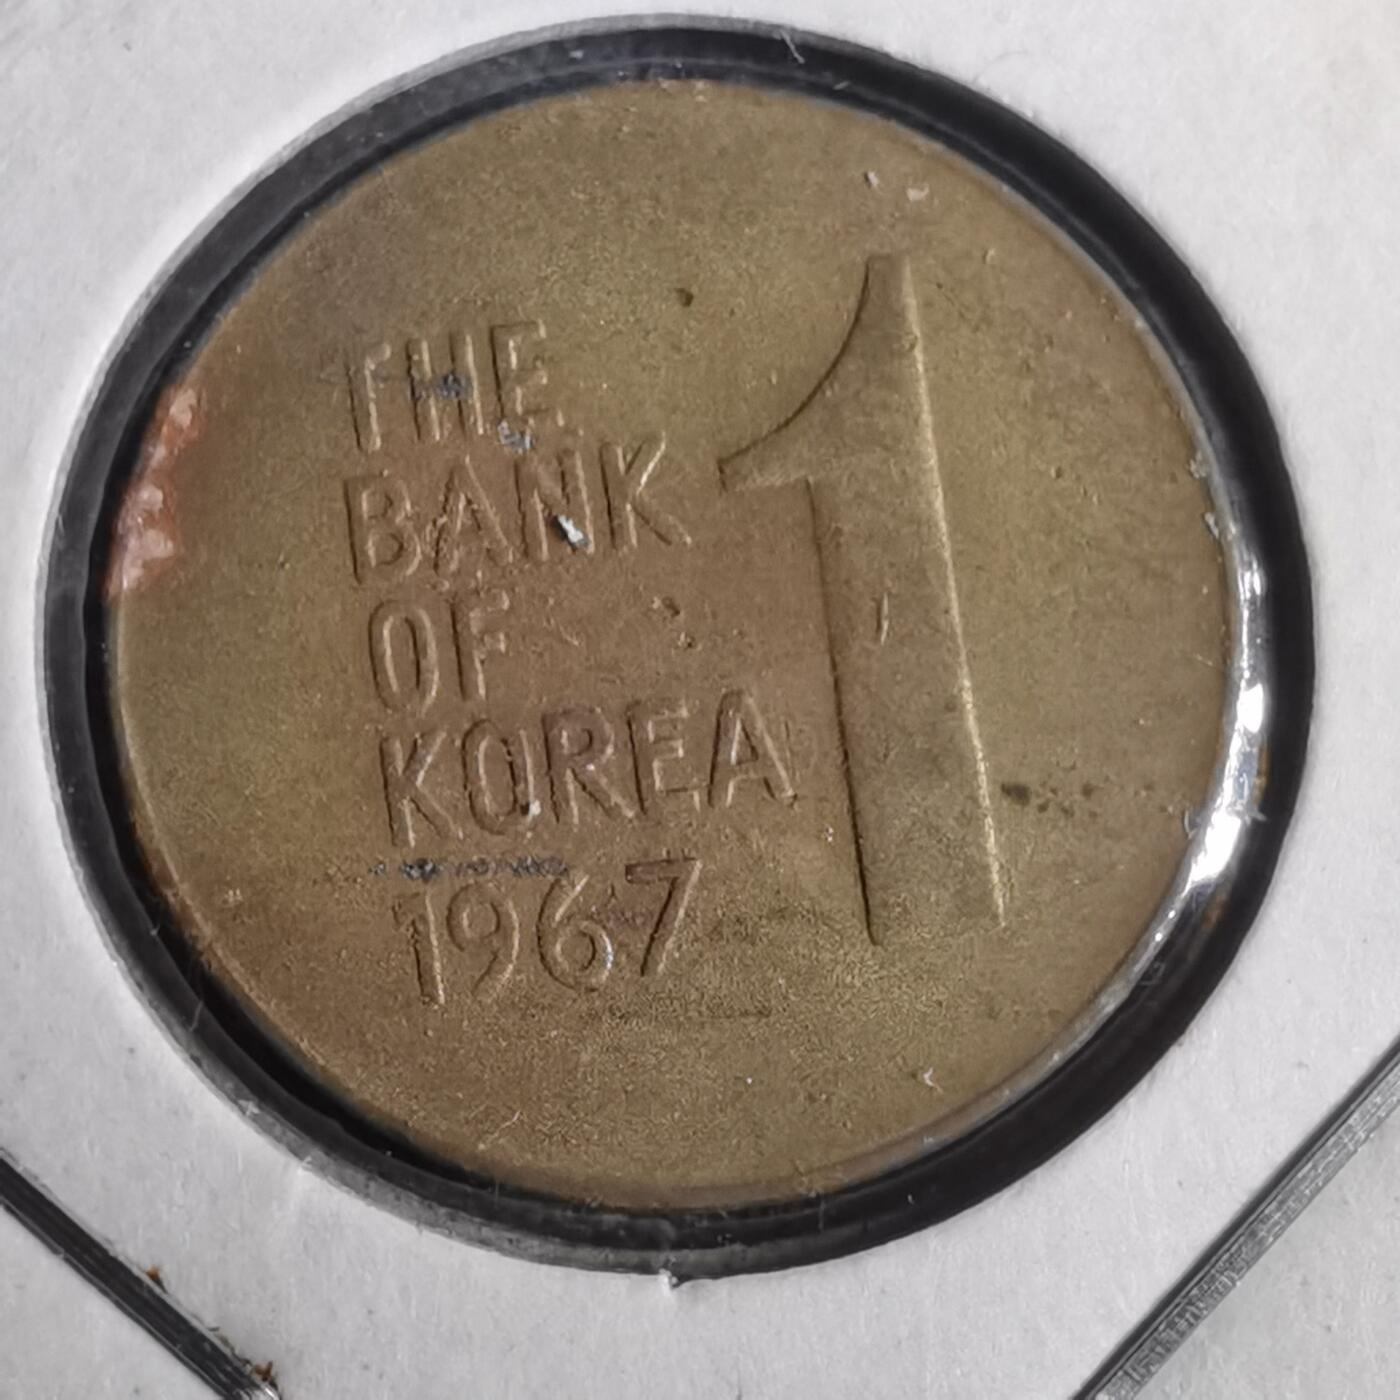 THE
BANK
OF
KOREA
1967
1